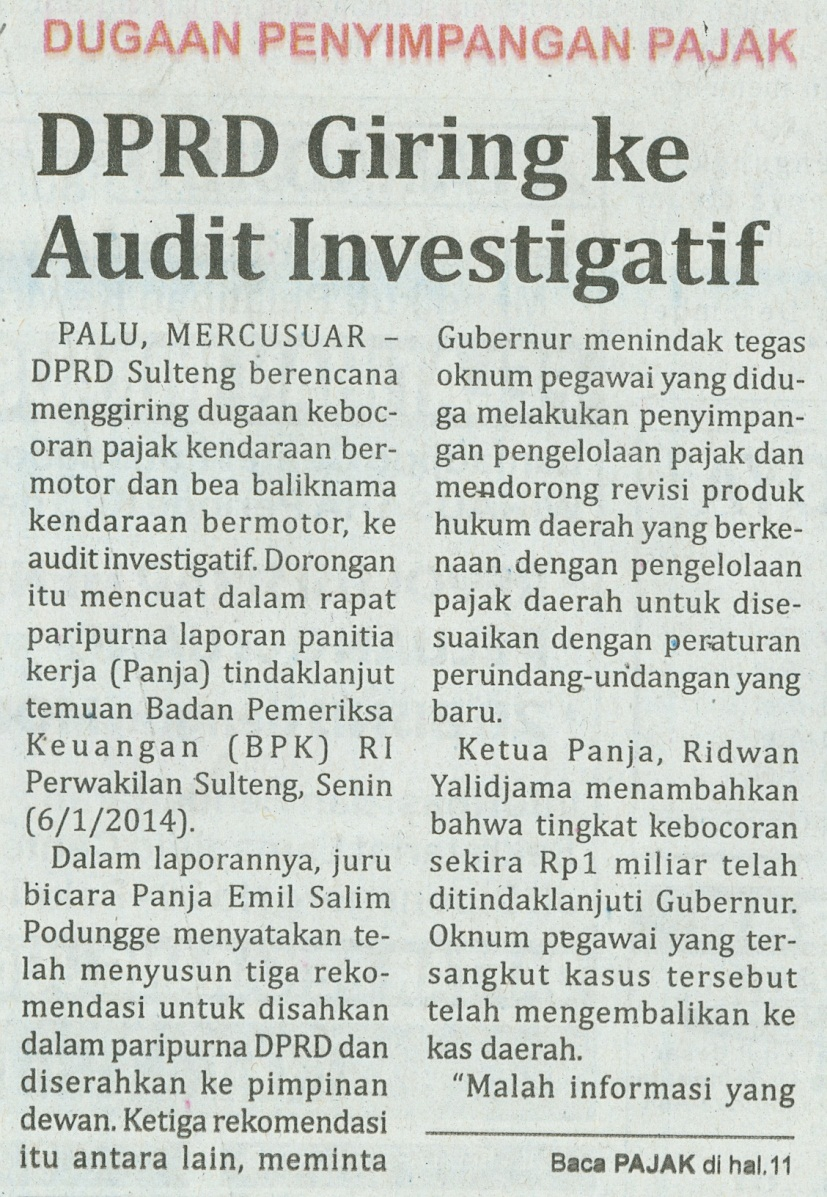 DUGAAN PENYIMPANGAN PAJAK
DPRD Giring ke
Audit Investigatif
PALU, MERCUSUAR –
DPRD Sulteng berencana
menggiring dugaan keboc-
oran pajak kendaraan ber-
motor dan bea baliknama
kendaraan bermotor, ke
audit investigatif. Dorongan
itu mencuat dalam rapat
paripurna laporan panitia
kerja (Panja) tindaklanjut
temuan Badan Pemeriksa
Keuangan (BPK) RI
Perwakilan Sulteng, Senin
(6/1/2014).
Dalam laporannya, juru
bicara Panja Emil Salim
Podungge menyatakan te-
lah menyusun tiga reko-
mendasi untuk disahkan
dalam paripurna DPRD dan
diserahkan ke pimpinan
dewan. Ketiga rekomendasi
itu antara lain, meminta
Gubernur menindak tegas
oknum pegawai yang didu-
ga melakukan penyimpan-
gan pengelolaan pajak dan
mendorong revisi produk
hukum daerah yang berke-
naan dengan pengelolaan
pajak daerah untuk dise-
suaikan dengan peraturan
perundang-undangan yang
baru.
Ketua Panja, Ridwan
Yalidjama menambahkan
bahwa tingkat kebocoran
sekira Rp1 miliar telah
ditindaklanjuti Gubernur.
Oknum pegawai yang ter-
sangkut kasus tersebut
telah mengembalikan ke
kas daerah.
“Malah informasi yang
Baca PAJAK di hal.11